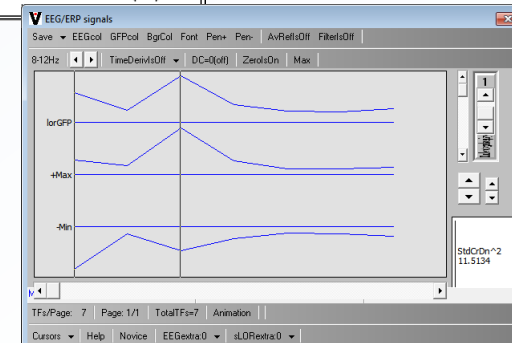 EEG/ERP signals
Save EEGcol GFPcol BgrCol Font Pen+ Pen- AvRefIsOff FilterIsOff
8-12Hz TimeDerivIsOff DC=0(off) ZeroIsOn Max
1
lorGFP
+Max
-Min
StdCrDn^2
11.5134
M
TFs/Page: 7 Page: 1/1 TotalTFs=7 Animation
Cursors Help Novice EEGextra:0 sLORextra:0